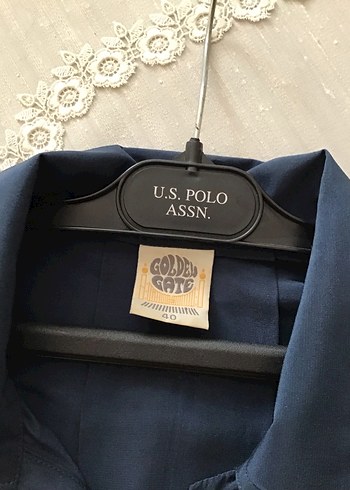 U.S. POLO
ASSN.
GOLDEN
GATE
40